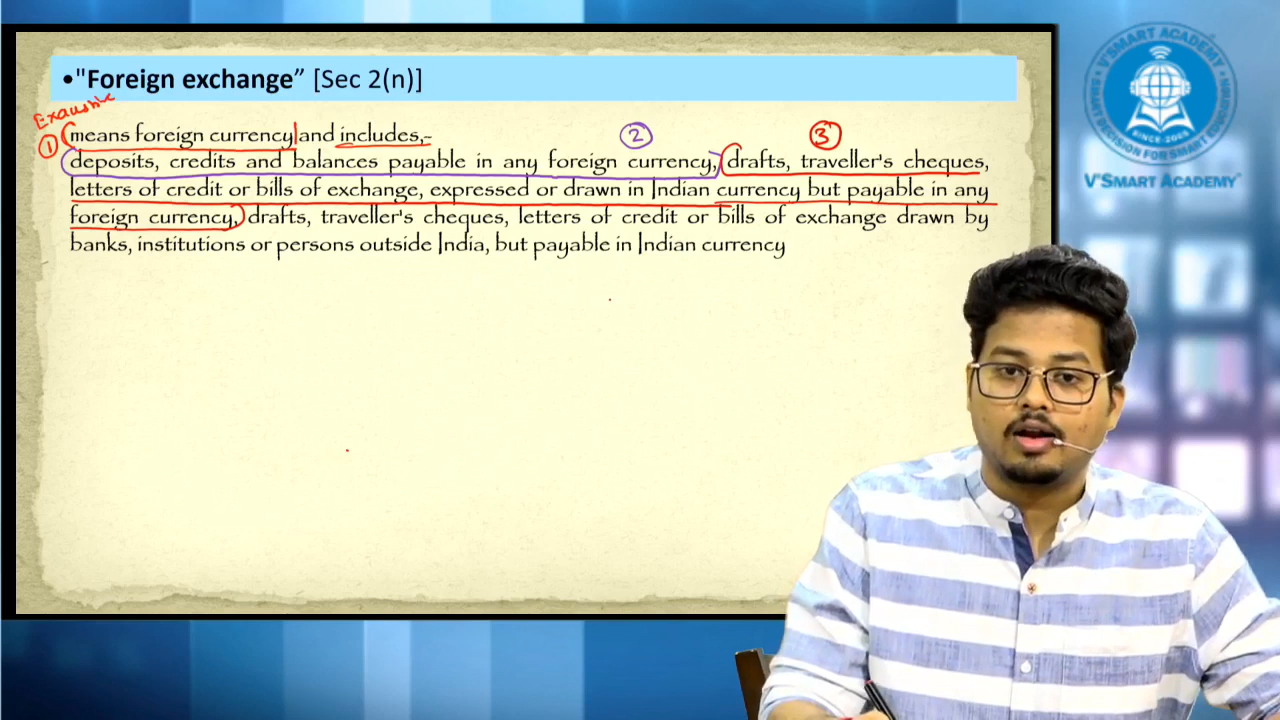 •"Foreign exchange” [Sec 2(n)]
Exaustive
① means foreign currency and includes,-
② ③
deposits, credits and balances payable in any foreign currency, drafts, traveller's cheques,
letters of credit or bills of exchange, expressed or drawn in Indian currency but payable in any
foreign currency, drafts, traveller's cheques, letters of credit or bills of exchange drawn by
banks, institutions or persons outside India, but payable in Indian currency
V'SMART ACADEMY
SINCE-2005
V'SMART ACADEMY